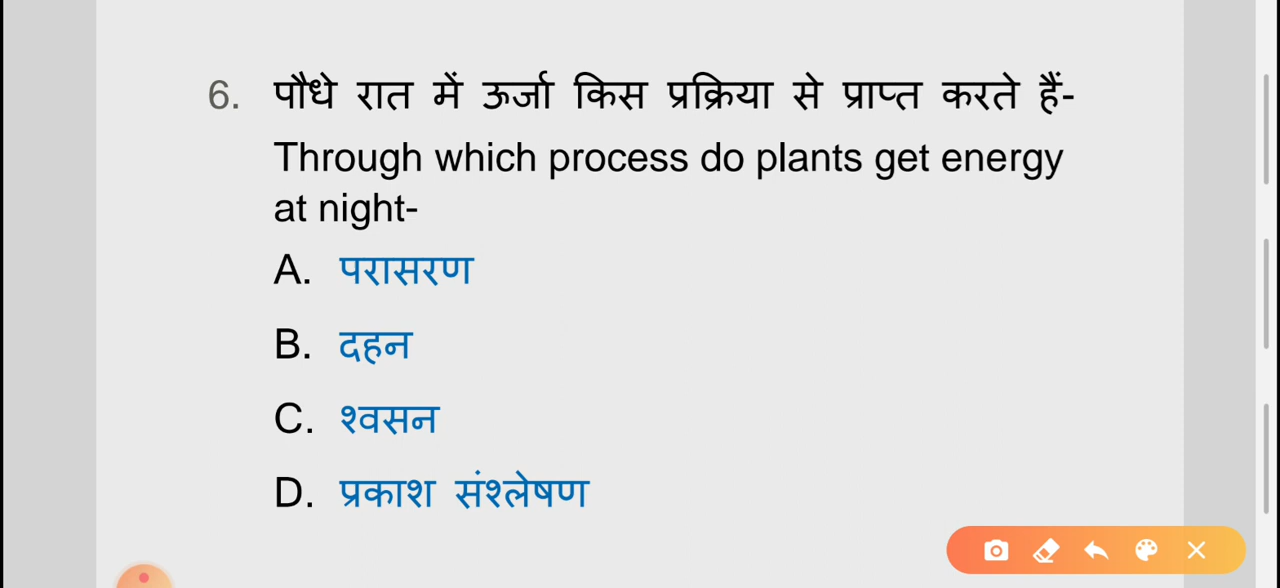 6. पौधे रात में ऊर्जा किस प्रक्रिया से प्राप्त करते हैं-
Through which process do plants get energy
at night-
A. परासरण
B. दहन
C. श्वसन
D. प्रकाश संश्लेषण